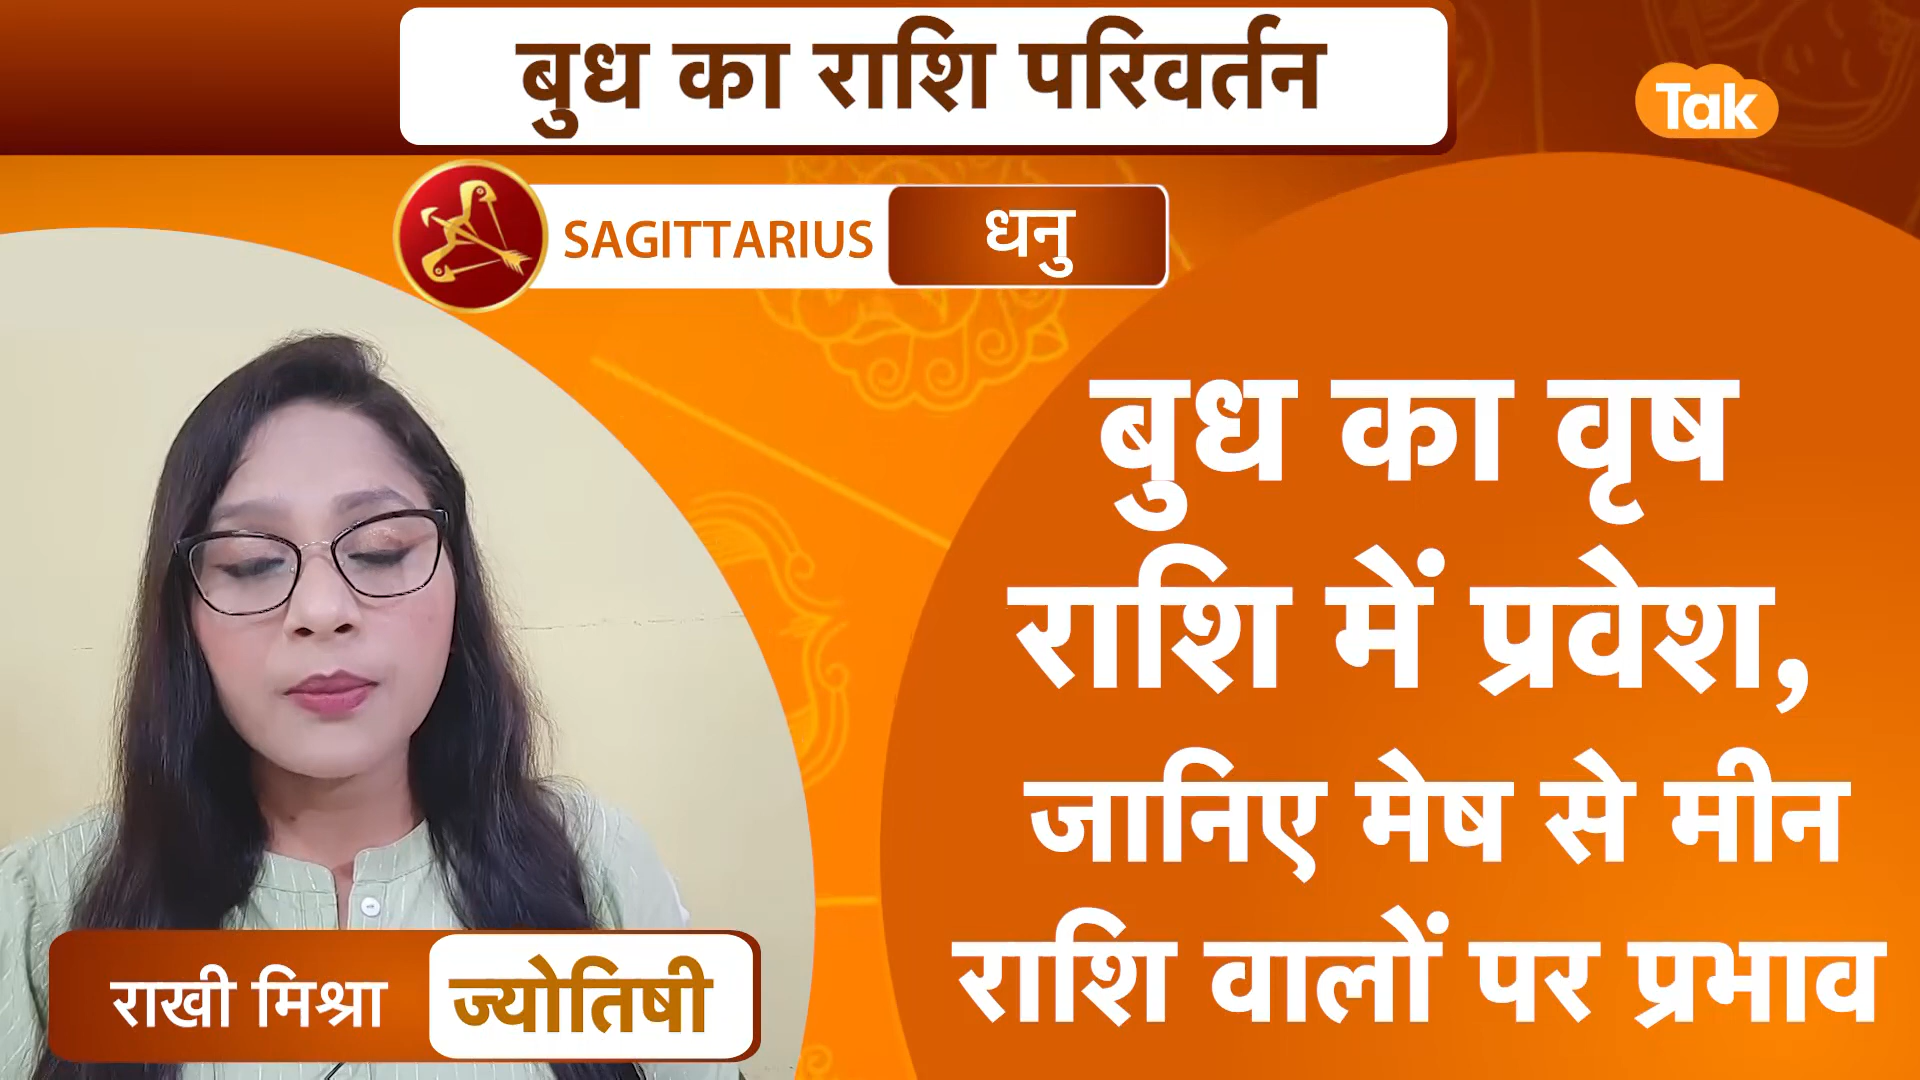 बुध का राशि परिवर्तन
Tak
SAGITTARIUS धनु
बुध का वृष
राशि में प्रवेश,
जानिए मेष से मीन
राशि वालों पर प्रभाव
राखी मिश्रा ज्योतिषी